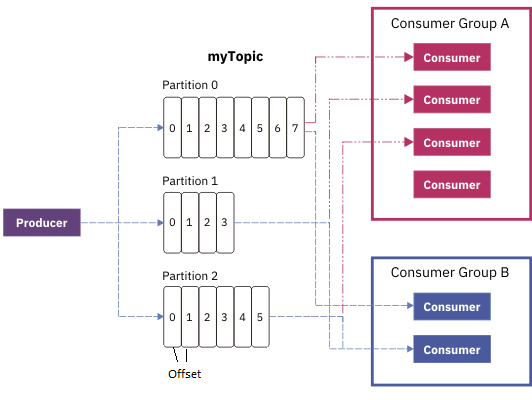 Consumer Group A
Consumer
Consumer
Consumer
Consumer
myTopic
Partition 0
0 1 2 3 4 5 6 7
Partition 1
0 1 2 3
Producer
Partition 2
0 1 2 3 4 5
Offset
Consumer Group B
Consumer
Consumer